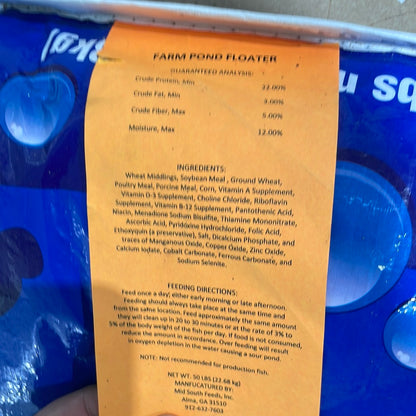 kg)
FARM POND FLOATER
GUARANTEED ANALYSIS:
Crude Protein, Min 32.00%
Crude Fat, Min 3.00%
Crude Fiber, Max 5.00%
Moisture, Max 12.00%
INGREDIENTS:
Wheat Middlings, Soybean Meal , Ground Wheat,
Poultry Meal, Porcine Meal, Corn, Vitamin A Supplement,
Vitamin D-3 Supplement, Choline Chloride, Riboflavin
Supplement, Vitamin B-12 Supplement, Pantothenic Acid,
Niacin, Menadione Sodium Bisulfite, Thiamine Mononitrate,
Ascorbic Acid, Pyridoxine Hydrochloride, Folic Acid,
Ethoxyquin (a preservative), Salt, Dicalcium Phosphate, and
traces of Manganous Oxide, Copper Oxide, Zinc Oxide,
Calcium Iodate, Cobalt Carbonate, Ferrous Carbonate, and
Sodium Selenite.
FEEDING DIRECTIONS:
Feed once a day, either early morning or late afternoon.
Feeding should always take place at the same time and
from the same location. Feed approximately the same amount
they will clean up in 20 to 30 minutes or at the rate of 3% to
5% of the body weight of the fish per day. If food is not consumed,
reduce the amount in accordance. Over feeding will result
in oxygen depletion in the water causing a sour pond.
NOTE: Not recommended for production fish.
NET WT. 50 LBS (22.68 kg)
MANFUCATURED BY:
Mid South Feeds, Inc.
Alma, GA 31510
912-632-7603